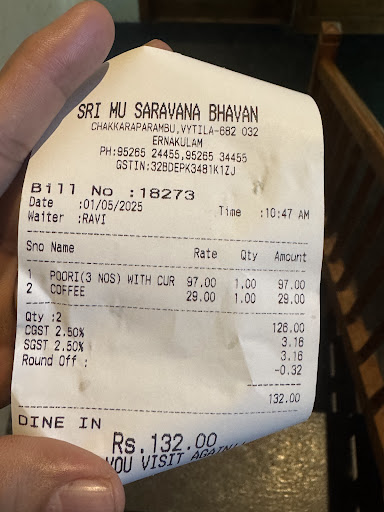 SRI MU SARAVANA BHAVAN
CHAKKARAPARAMBU,VYTILA-682 032
ERNAKULAM
PH:95265 24455,95265 34455
GSTIN:32BDEPK3481K1ZJ
Bill No :18273
Date :01/05/2025 Time :10:47 AM
Waiter :RAVI
Sno Name Rate Qty Amount
1 POORI(3 NOS) WITH CUR 97.00 1.00 97.00
2 COFFEE 29.00 1.00 29.00
Qty :2 126.00
CGST 2.50% 3.16
SGST 2.50% 3.16
Round Off : -0.32
132.00
DINE IN
Rs.132.00
YOU VISIT AGAIN